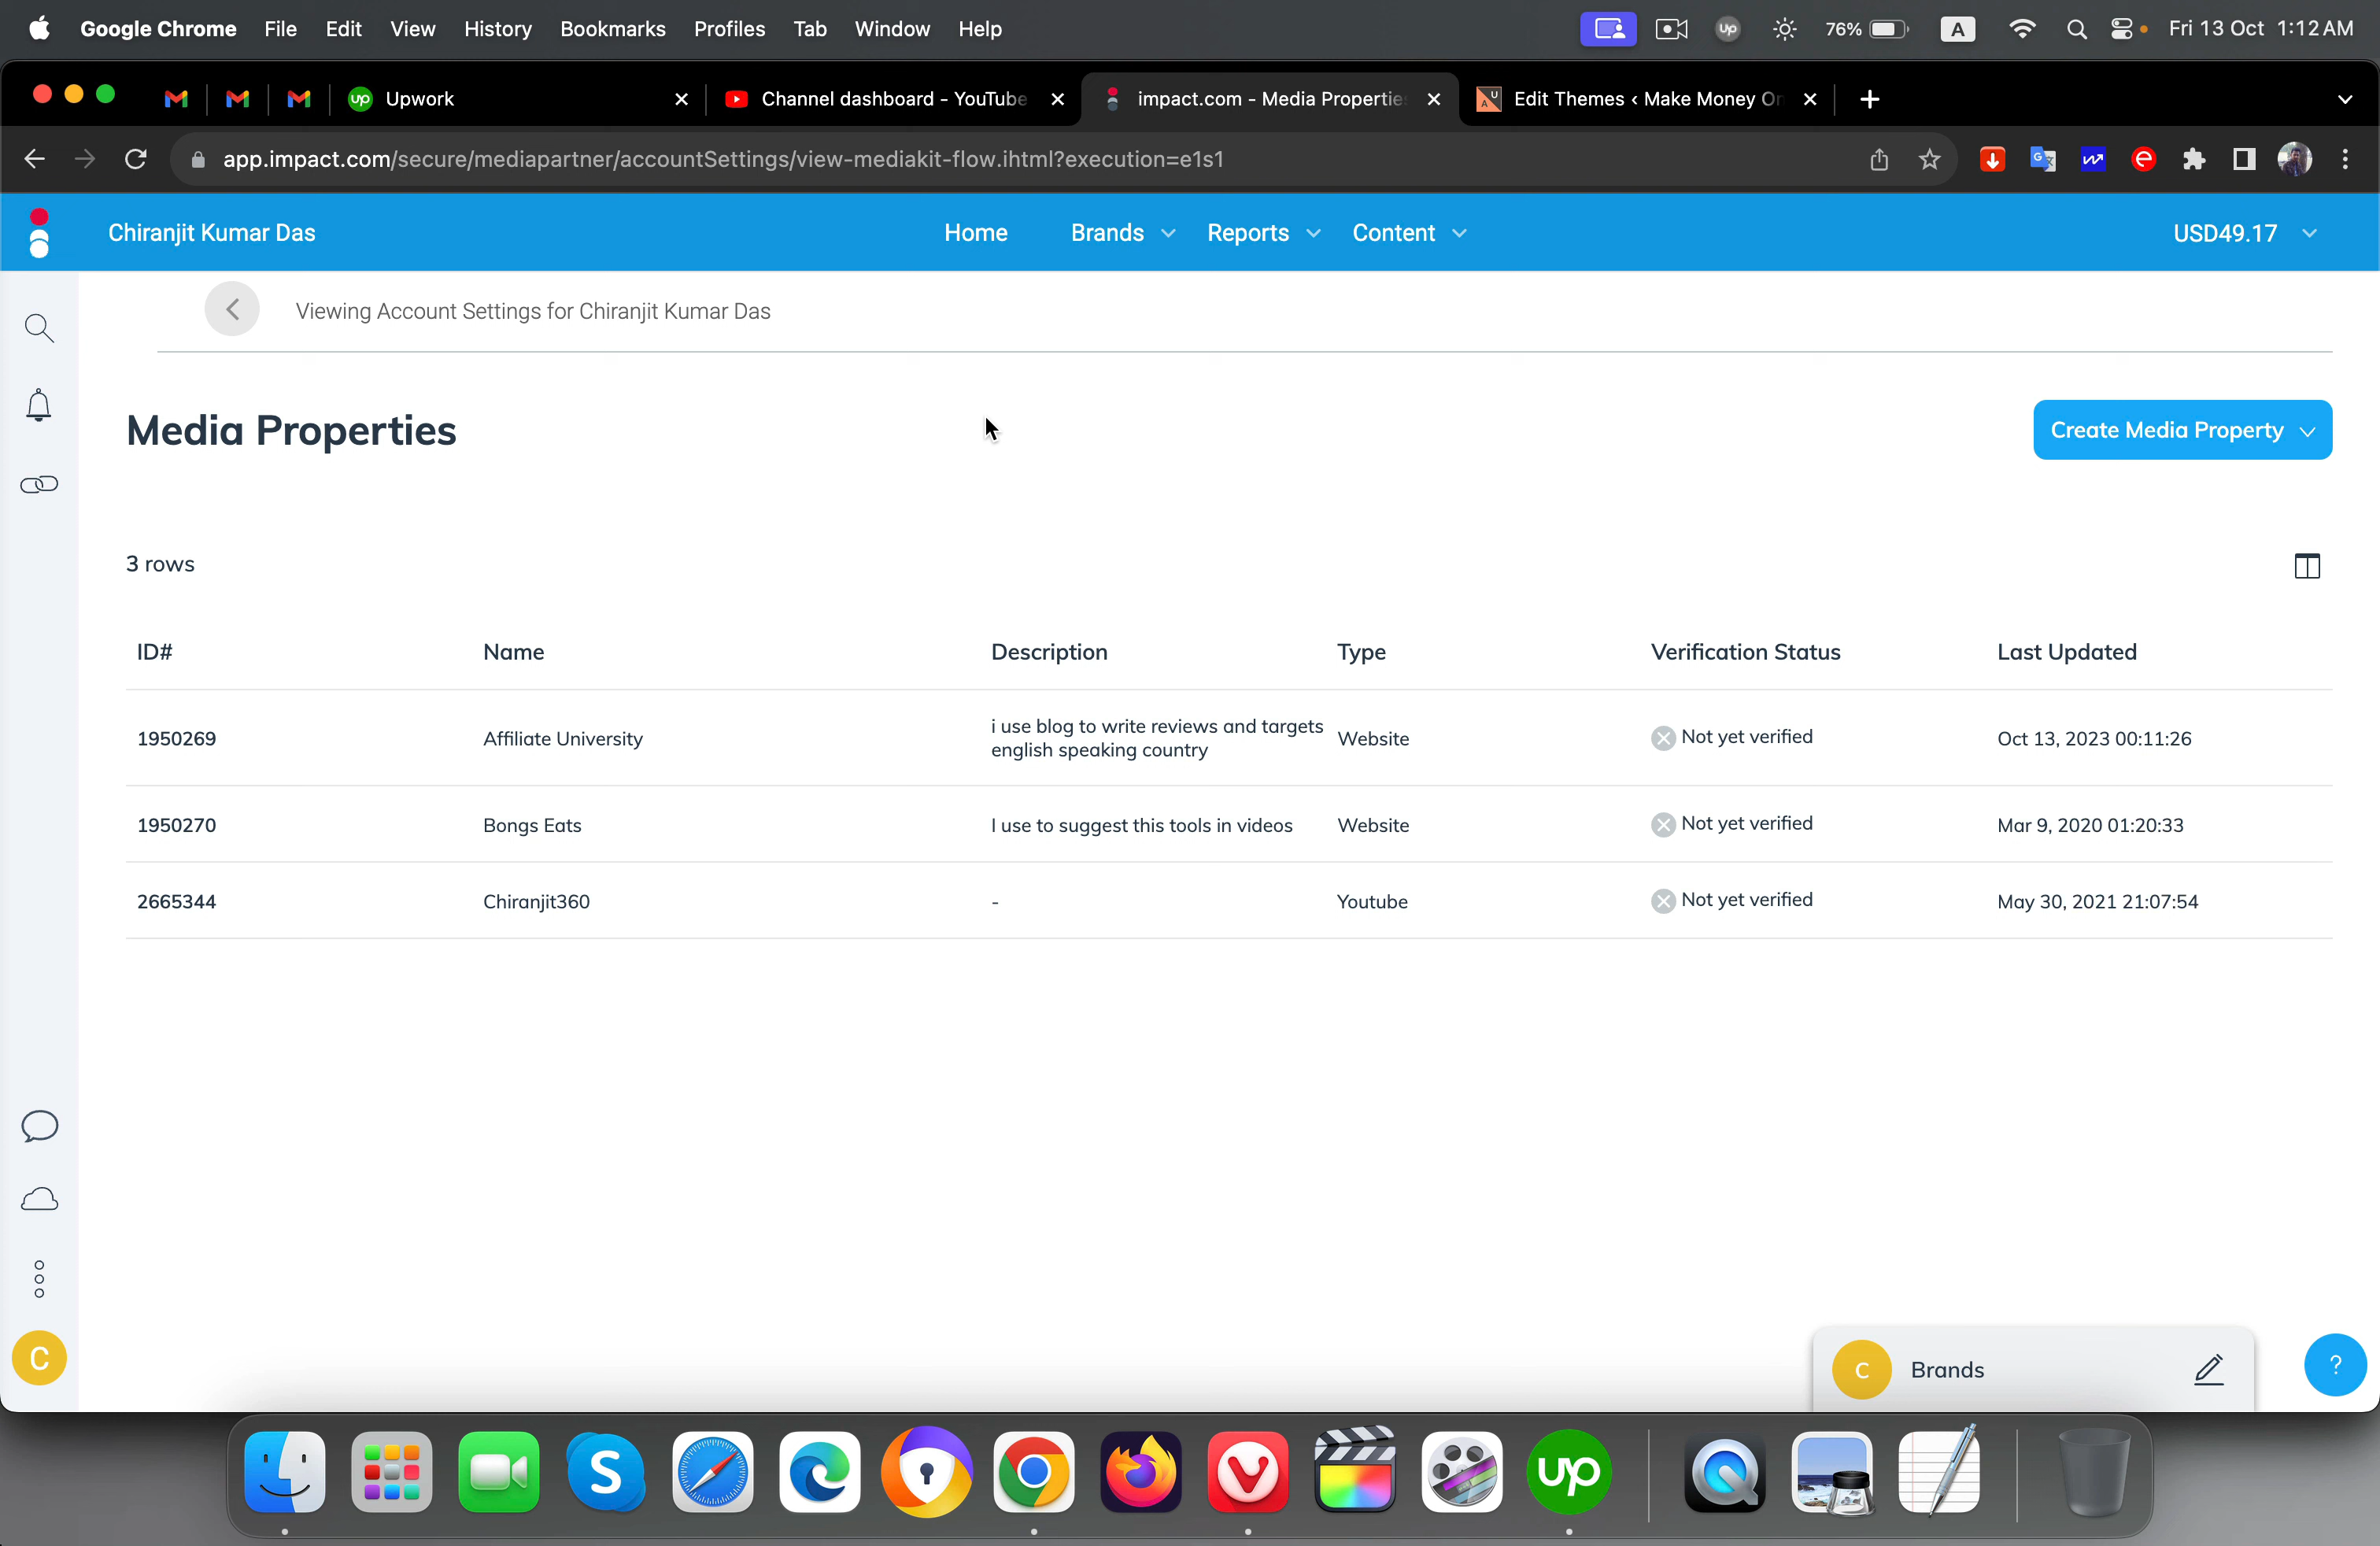 Google Chrome File Edit View History Bookmarks Profiles Tab Window Help up 76% A Fri 13 Oct 1:12 AM
up Upwork Channel dashboard - YouTube impact.com - Media Propertie Edit Themes ‹ Make Money On
app.impact.com/secure/mediapartner/accountSettings/view-mediakit-flow.ihtml?execution=e1s1
Chiranjit Kumar Das Home Brands Reports Content USD49.17
Viewing Account Settings for Chiranjit Kumar Das
Media Properties Create Media Property
3 rows
ID# Name Description Type Verification Status Last Updated
1950269 Affiliate University i use blog to write reviews and targets Website Not yet verified Oct 13, 2023 00:11:26
english speaking country
1950270 Bongs Eats I use to suggest this tools in videos Website Not yet verified Mar 9, 2020 01:20:33
2665344 Chiranjit360 - Youtube Not yet verified May 30, 2021 21:07:54
C
C Brands ?
S up